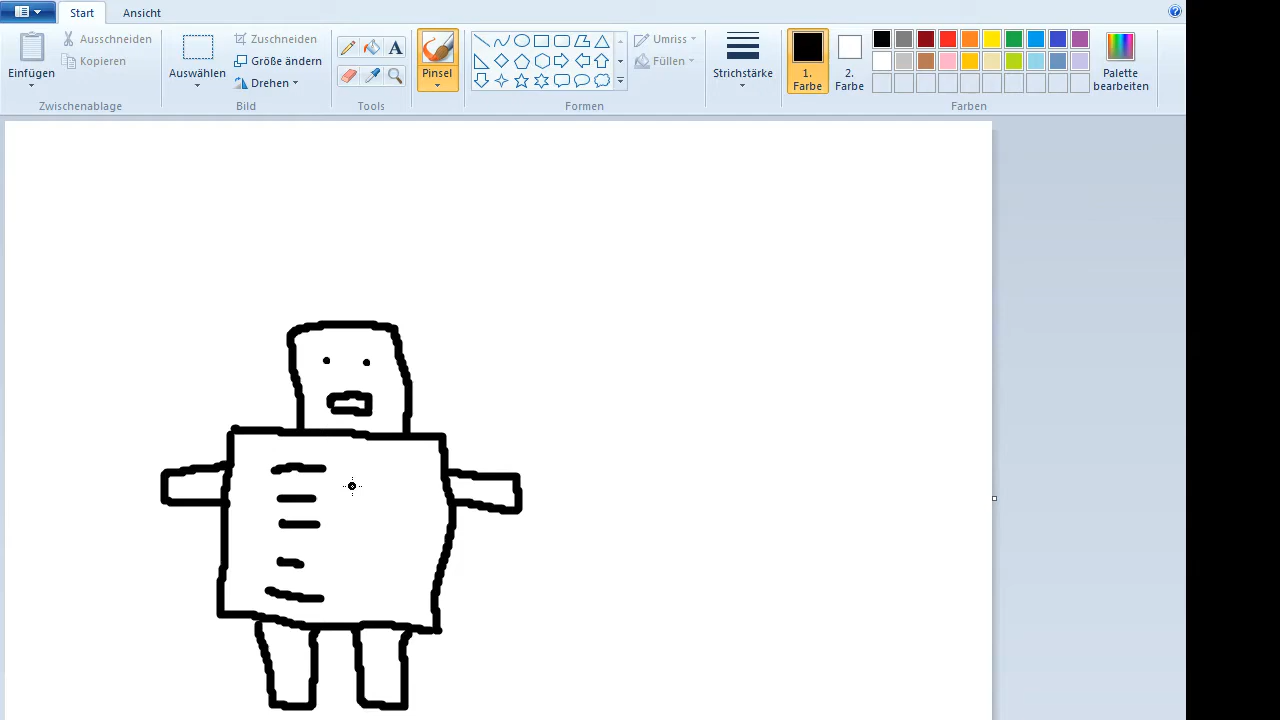 Start Ansicht
Einfügen
Ausschneiden
Kopieren
Zwischenablage
Auswählen
Zuschneiden
Größe ändern
Drehen
Bild
A
Tools
Pinsel
Umriss
Füllen
Formen
Strichstärke
1.
Farbe
2.
Farbe
Palette
bearbeiten
Farben